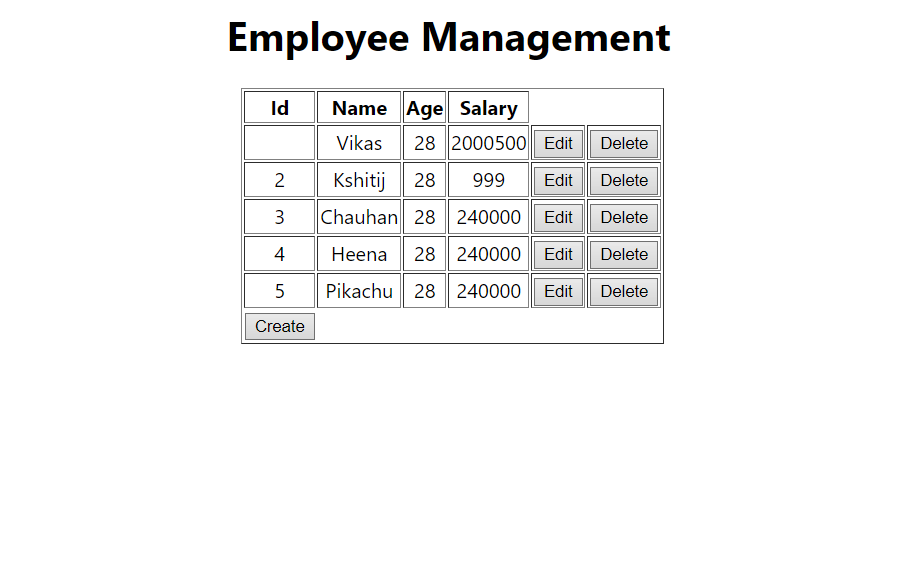 Employee Management
Id Name Age Salary
Vikas 28 2000500 Edit Delete
2 Kshitij 28 999 Edit Delete
3 Chauhan 28 240000 Edit Delete
4 Heena 28 240000 Edit Delete
5 Pikachu 28 240000 Edit Delete
Create